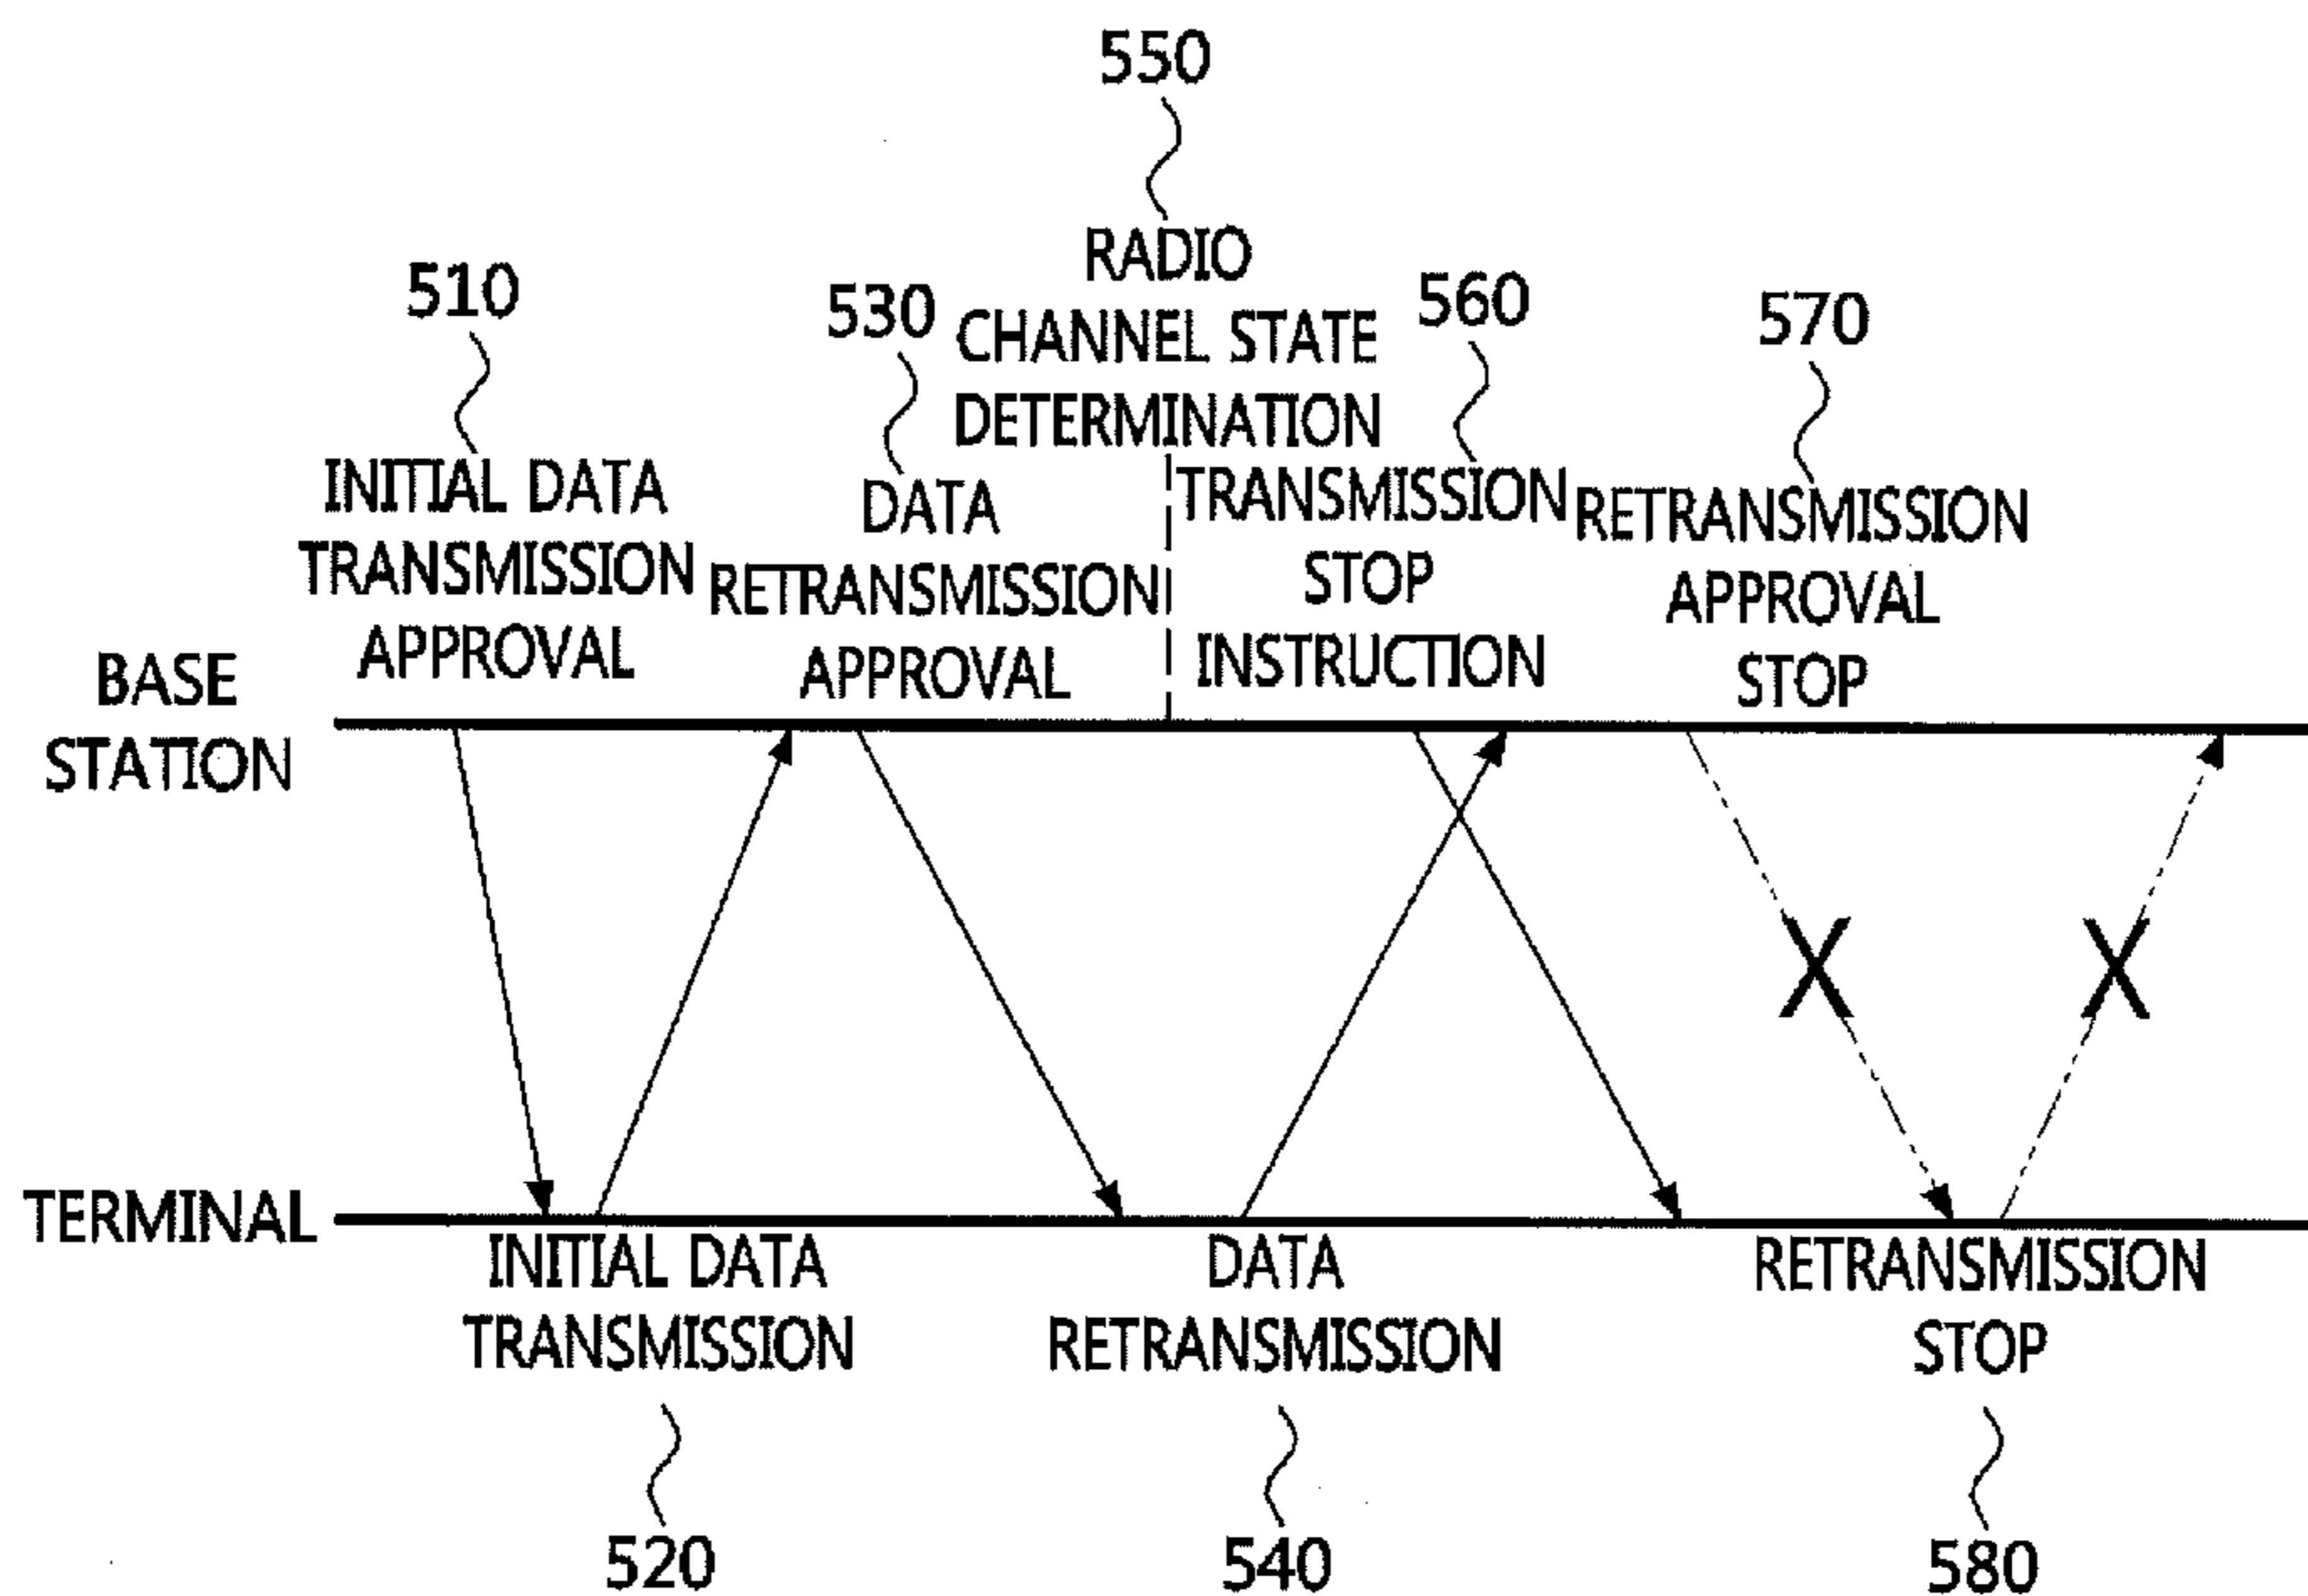 550
RADIO
CHANNEL STATE
DETERMINATION
510
INITIAL DATA
TRANSMISSION
APPROVAL
530
DATA
RETRANSMISSION
APPROVAL
560
TRANSMISSION
STOP
INSTRUCTION
570
RETRANSMISSION
APPROVAL
STOP
BASE
STATION
X
X
TERMINAL
INITIAL DATA
TRANSMISSION
520
DATA
RETRANSMISSION
540
RETRANSMISSION
STOP
580